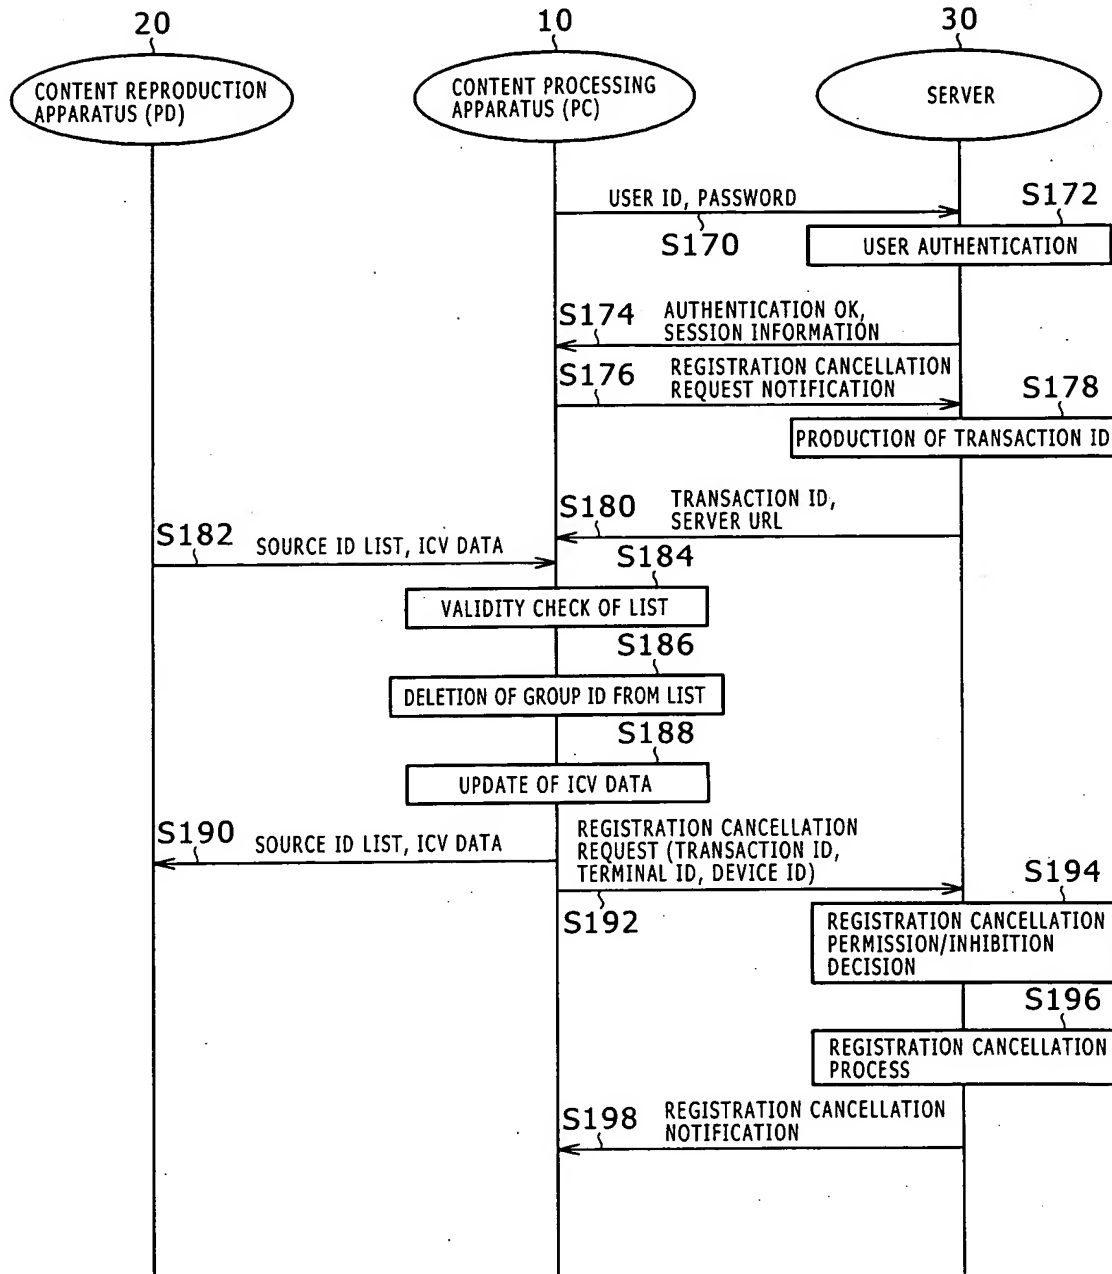 20
10
30
CONTENT REPRODUCTION
APPARATUS (PD)
CONTENT PROCESSING
APPARATUS (PC)
SERVER
USER ID, PASSWORD
S170
S172
USER AUTHENTICATION
S174
AUTHENTICATION OK,
SESSION INFORMATION
S176
REGISTRATION CANCELLATION
REQUEST NOTIFICATION
S178
PRODUCTION OF TRANSACTION ID
S180
TRANSACTION ID,
SERVER URL
S182
SOURCE ID LIST, ICV DATA
S184
VALIDITY CHECK OF LIST
S186
DELETION OF GROUP ID FROM LIST
S188
UPDATE OF ICV DATA
S190
SOURCE ID LIST, ICV DATA
REGISTRATION CANCELLATION
REQUEST (TRANSACTION ID,
TERMINAL ID, DEVICE ID)
S192
S194
REGISTRATION CANCELLATION
PERMISSION/INHIBITION
DECISION
S196
REGISTRATION CANCELLATION
PROCESS
S198
REGISTRATION CANCELLATION
NOTIFICATION